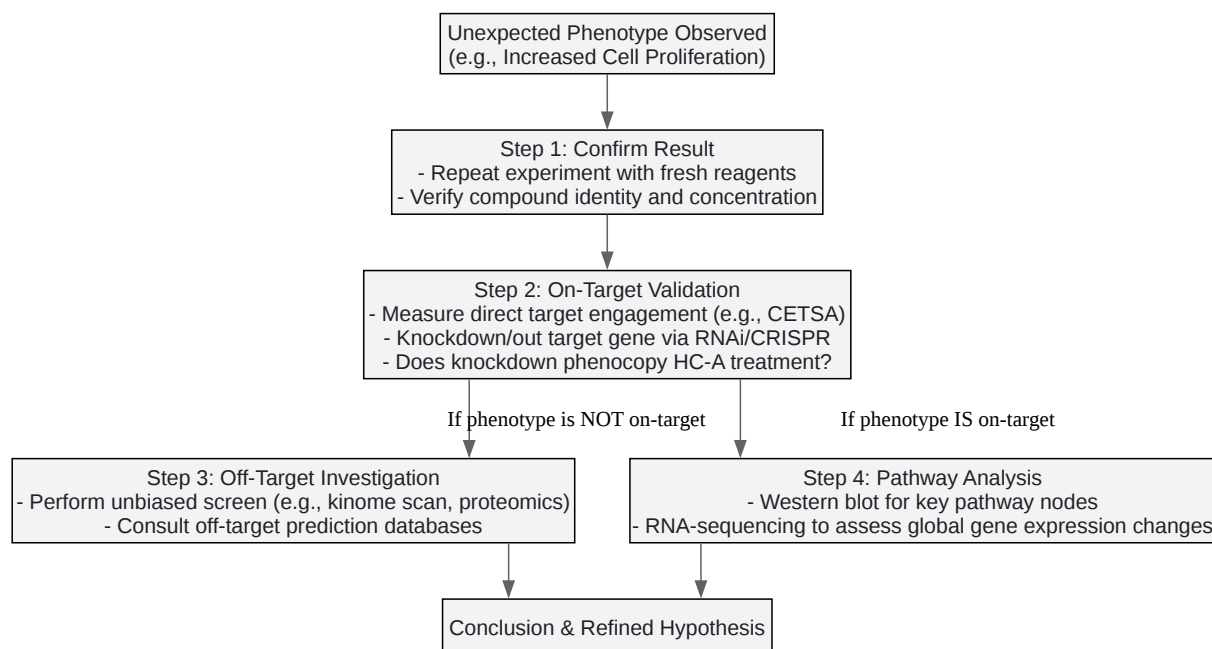 Unexpected Phenotype Observed
(e.g., Increased Cell Proliferation)
Step 1: Confirm Result
- Repeat experiment with fresh reagents
- Verify compound identity and concentration
Step 2: On-Target Validation
- Measure direct target engagement (e.g., CETSA)
- Knockdown/out target gene via RNAi/CRISPR
- Does knockdown phenocopy HC-A treatment?
If phenotype is NOT on-target
If phenotype IS on-target
Step 3: Off-Target Investigation
- Perform unbiased screen (e.g., kinome scan, proteomics)
- Consult off-target prediction databases
Step 4: Pathway Analysis
- Western blot for key pathway nodes
- RNA-sequencing to assess global gene expression changes
Conclusion & Refined Hypothesis